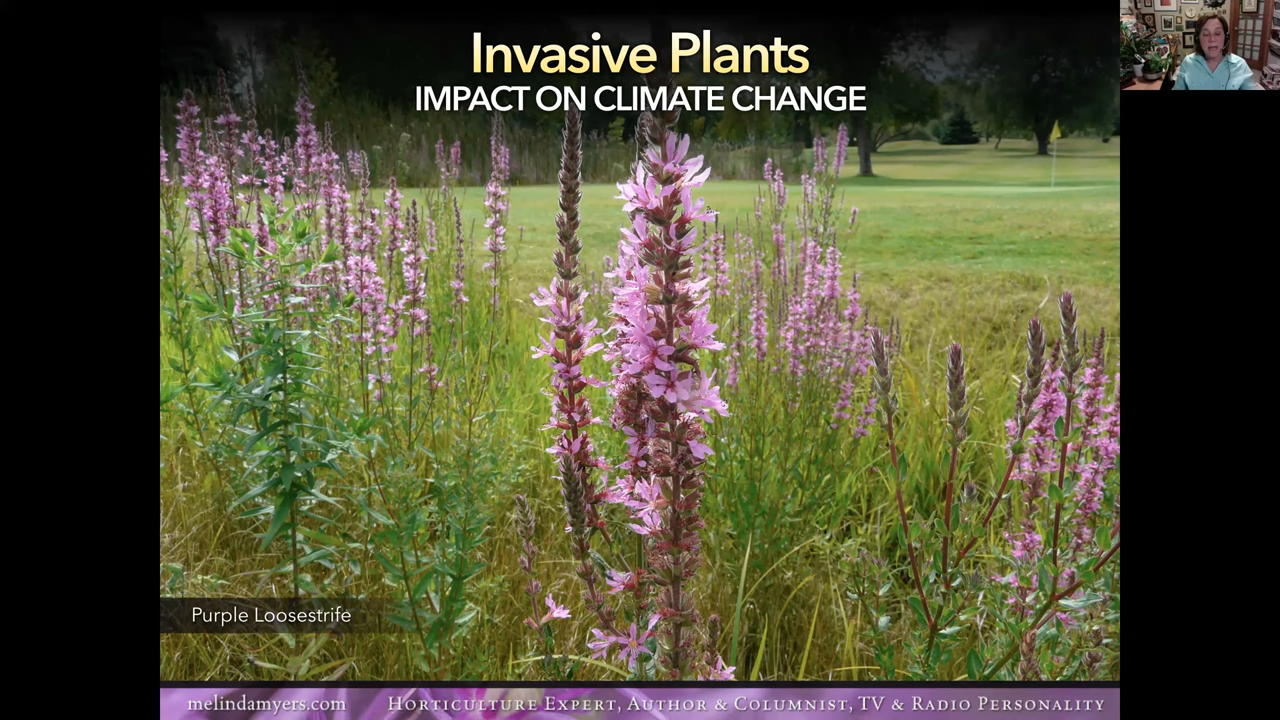 Invasive Plants
IMPACT ON CLIMATE CHANGE
Purple Loosestrife
melindamyers.com Horticulture Expert, Author & Columnist, TV & Radio Personality